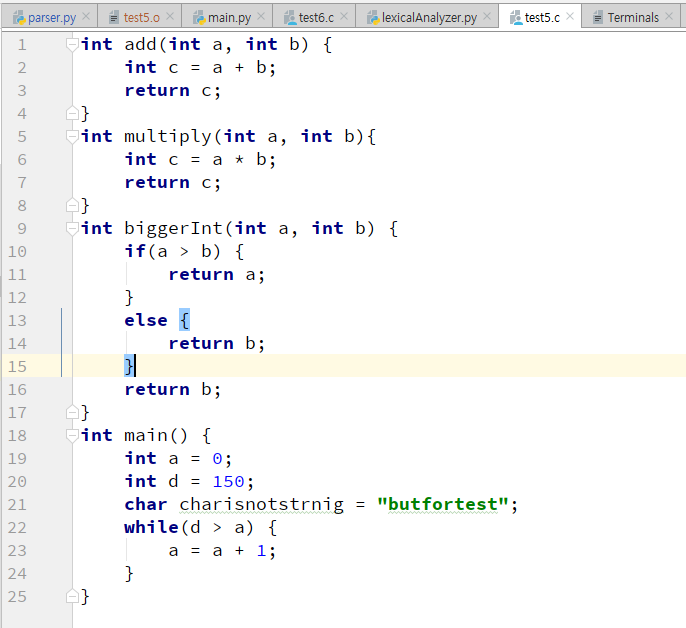 parser.py test5.o main.py test6.c lexicalAnalyzer.py test5.c Terminals
1 int add(int a, int b) {
2 int c = a + b;
3 return c;
4 }
5 int multiply(int a, int b){
6 int c = a * b;
7 return c;
8 }
9 int biggerInt(int a, int b) {
10 if(a > b) {
11 return a;
12 }
13 else {
14 return b;
15 }
16 return b;
17 }
18 int main() {
19 int a = 0;
20 int d = 150;
21 char charisnotstrnig = "butfortest";
22 while(d > a) {
23 a = a + 1;
24 }
25 }